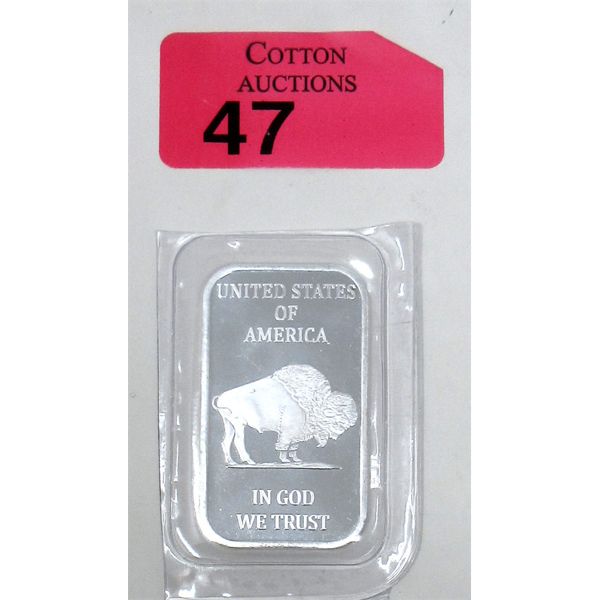 COTTON
AUCTIONS
47
UNITED STATES
OF
AMERICA
IN GOD
WE TRUST